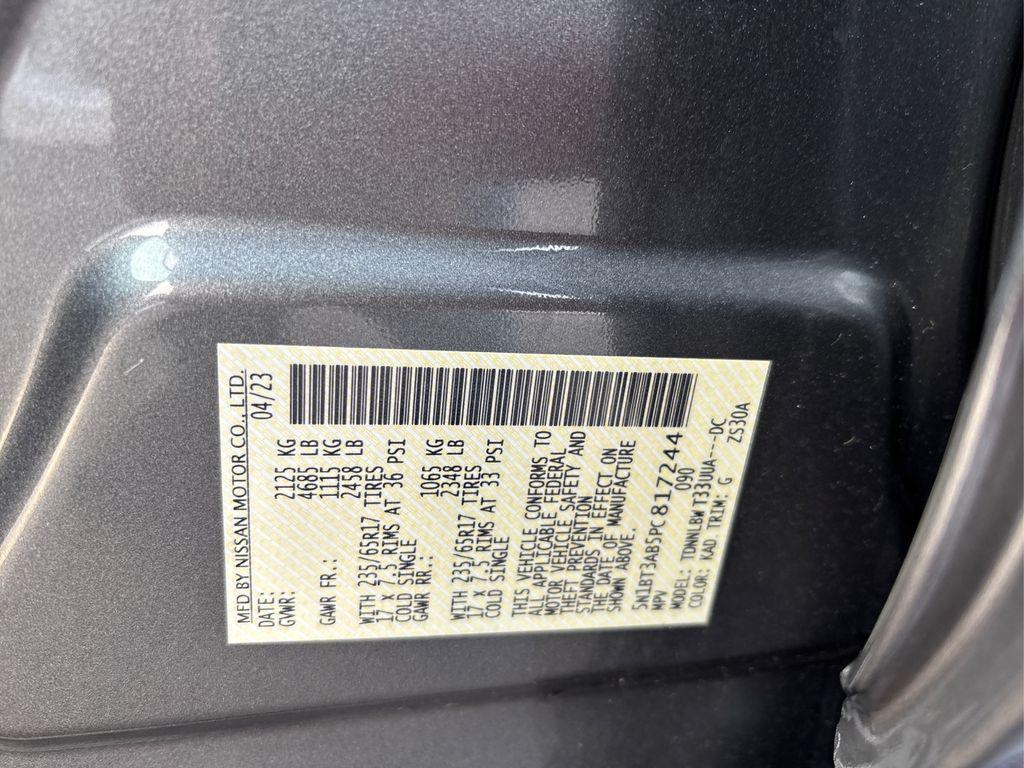 MFD BY NISSAN MOTOR CO., LTD.
DATE: 04/23
GVWR: 2125 KG
4685 LB
GAWR FR.: 1115 KG
2458 LB
WITH 235/65R17 TIRES
17 X 7.5 RIMS AT 36 PSI
COLD SINGLE
GAWR RR.: 1065 KG
2348 LB
WITH 235/65R17 TIRES
17 X 7.5 RIMS AT 33 PSI
COLD SINGLE
THIS VEHICLE CONFORMS TO
ALL APPLICABLE FEDERAL
MOTOR VEHICLE SAFETY AND
THEFT PREVENTION
STANDARDS IN EFFECT ON
THE DATE OF MANUFACTURE
SHOWN ABOVE.
5N1BT3AB5PC817244
MPV 090
MODEL: TDNNLBW T33UUA---DC
COLOR: KAD TRIM: G ZS30A